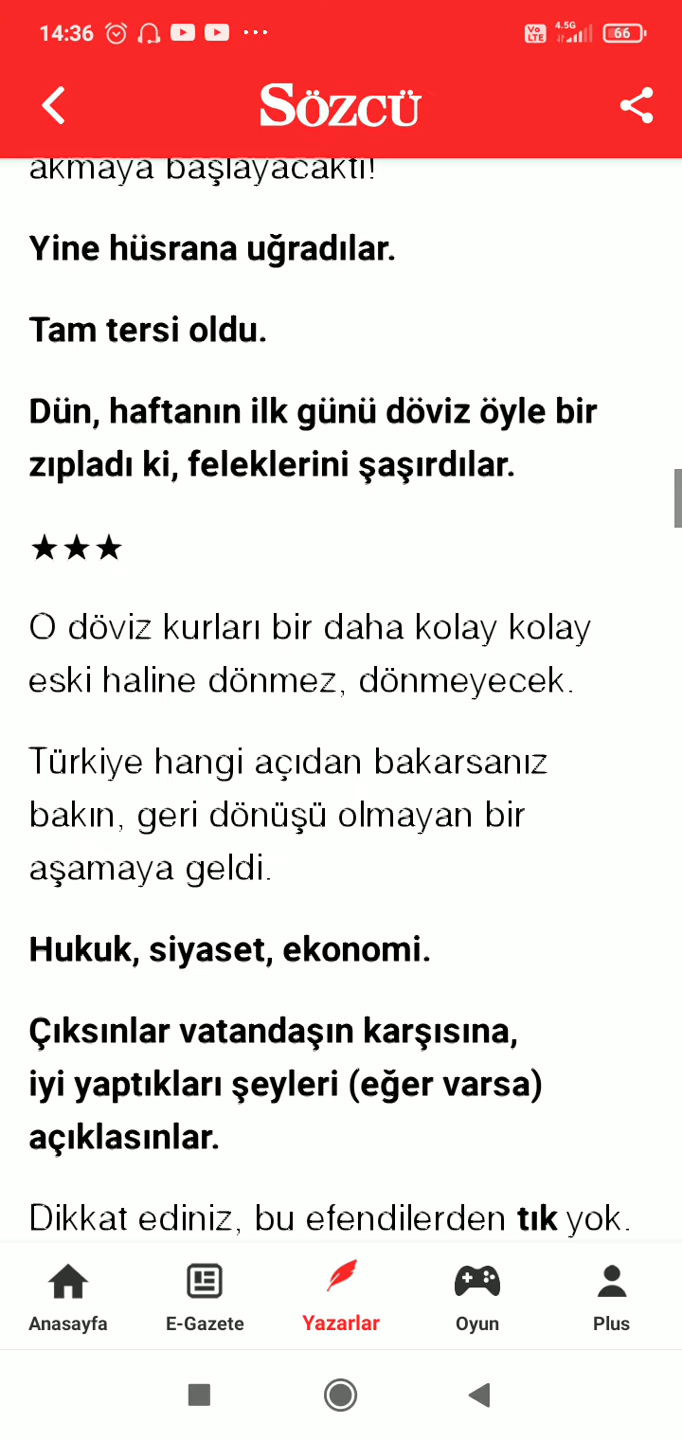 14:36
VoLTE 4.5G 66
SÖZCÜ
akmaya başlayacaktı!
Yine hüsrana uğradılar.
Tam tersi oldu.
Dün, haftanın ilk günü döviz öyle bir
zıpladı ki, feleklerini şaşırdılar.
★★★
O döviz kurları bir daha kolay kolay
eski haline dönmez, dönmeyecek.
Türkiye hangi açıdan bakarsanız
bakın, geri dönüşü olmayan bir
aşamaya geldi.
Hukuk, siyaset, ekonomi.
Çıksınlar vatandaşın karşısına,
iyi yaptıkları şeyleri (eğer varsa)
açıklasınlar.
Dikkat ediniz, bu efendilerden tık yok.
Anasayfa E-Gazete Yazarlar Oyun Plus